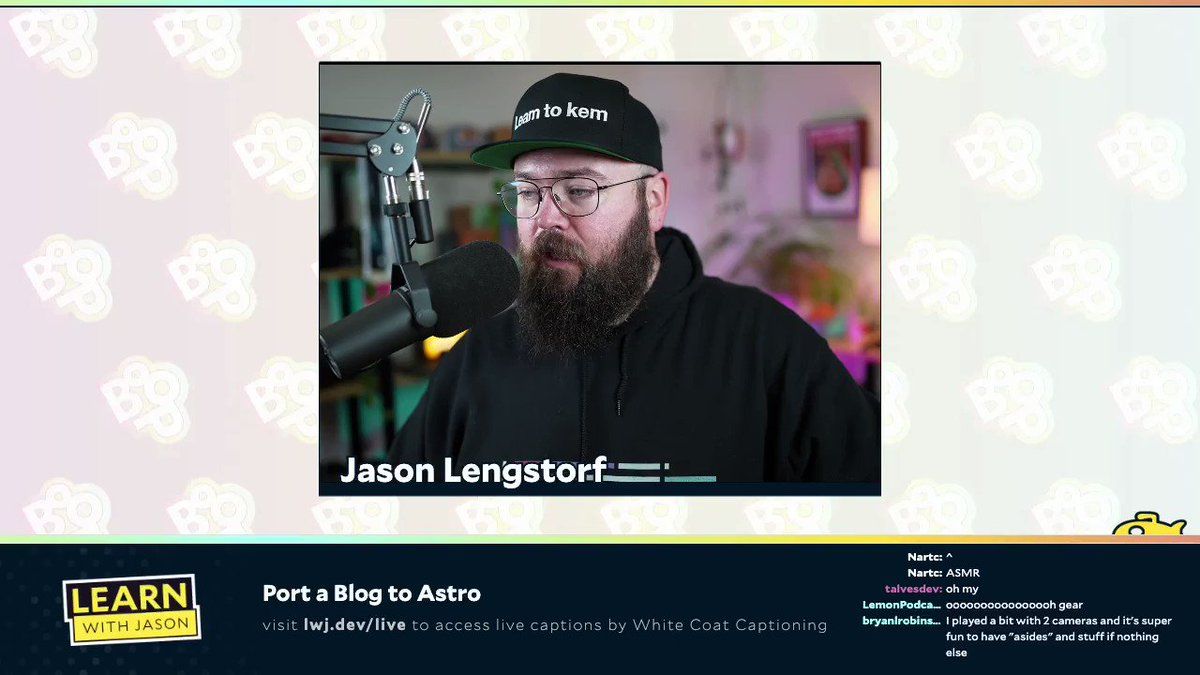 Learn to kern
Jason Lengstorf
LEARN
WITH JASON
Port a Blog to Astro
visit lwj.dev/live to access live captions by White Coat Captioning
Nartc: ^
Nartc: ASMR
taivesdev: oh my
LemonPodca... oooooooooooooooh gear
bryanlrobins... I played a bit with 2 cameras and it's super
fun to have "asides" and stuff if nothing
else